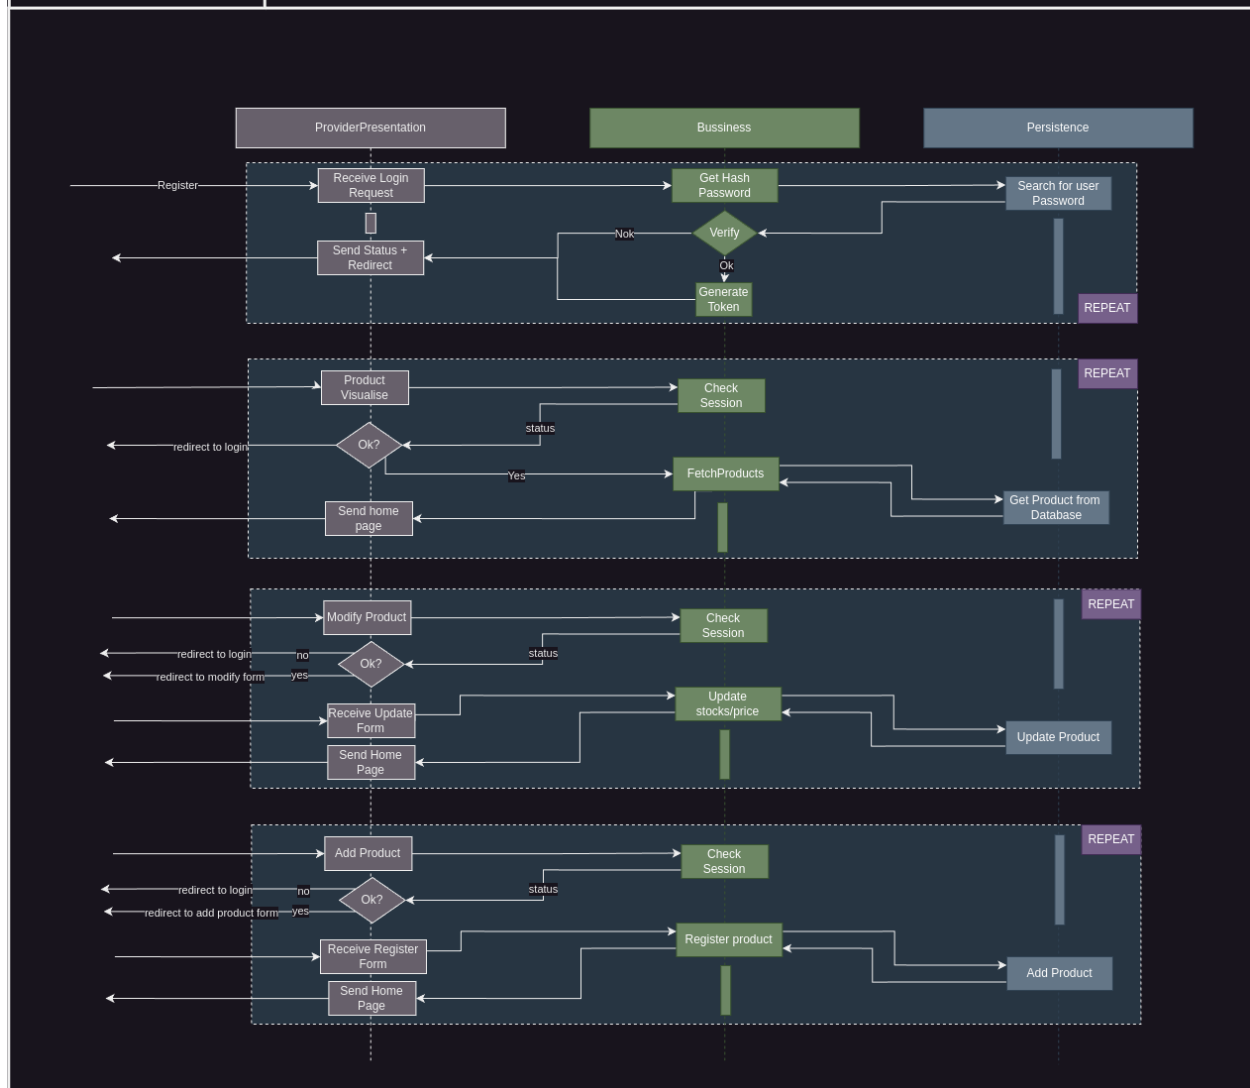 ProviderPresentation
Bussiness
Persistence
Register
Receive Login
Request
Get Hash
Password
Search for user
Password
Send Status +
Redirect
Nok
Verify
Ok
Generate
Token
REPEAT
Product
Visualise
Check
Session
REPEAT
status
redirect to login
Ok?
Yes
FetchProducts
Send home
page
Get Product from
Database
Modify Product
Check
Session
REPEAT
status
redirect to login
no
Ok?
redirect to modify form
yes
Receive Update
Form
Update
stocks/price
Update Product
Send Home
Page
Add Product
Check
Session
REPEAT
status
redirect to login
no
Ok?
redirect to add product form
yes
Receive Register
Form
Register product
Add Product
Send Home
Page